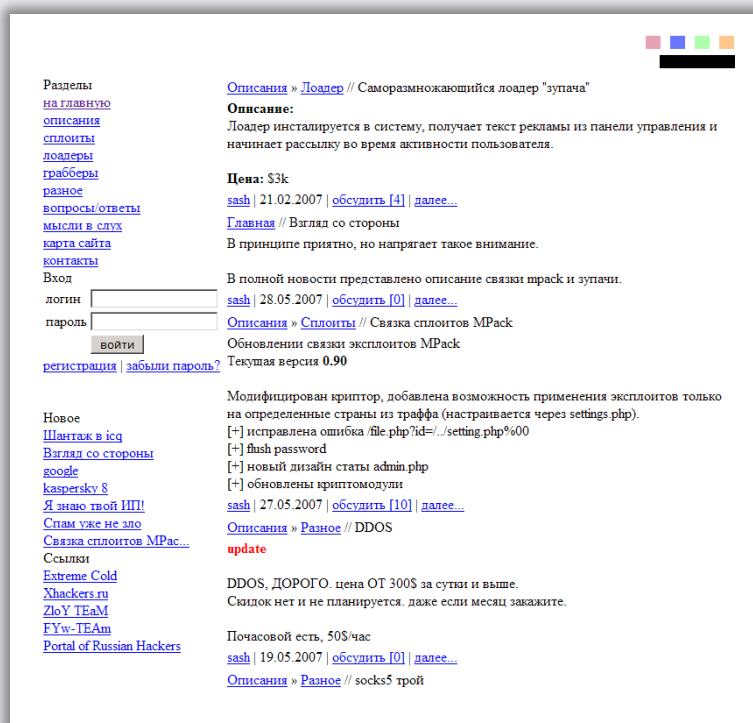 Разделы
на главную
описания
сплоиты
лоадеры
грабберы
разное
вопросы/ответы
мысли в слух
карта сайта
контакты
Вход
логин
пароль
войти
регистрация | забыли пароль?
Новое
Шантаж в icq
Взгляд со стороны
google
kaspersky 8
Я знаю твой ИП!
Спам уже не зло
Связка сплоитов MPac...
Ссылки
Extreme Cold
Xhackers.ru
ZloY TEaM
FYw-TEAm
Portal of Russian Hackers
Описания » Лоадер // Саморазмножающийся лоадер "зупача"
Описание:
Лоадер инсталируется в систему, получает текст рекламы из панели управления и
начинает рассылку во время активности пользователя.
Цена: $3k
sash | 21.02.2007 | обсудить [4] | далее...
Главная // Взгляд со стороны
В принципе приятно, но напрягает такое внимание.
В полной новости представлено описание связки mpack и зупачи.
sash | 28.05.2007 | обсудить [0] | далее...
Описания » Сплоиты // Связка сплоитов MPack
Обновлении связки эксплоитов MPack
Текущая версия 0.90
Модифицирован криптор, добавлена возможность применения эксплоитов только
на определенные страны из траффа (настраивается через settings.php).
[+] исправлена ошибка /file.php?id=/../setting.php%00
[+] flush password
[+] новый дизайн статы admin.php
[+] обновлены криптомодули
sash | 27.05.2007 | обсудить [10] | далее...
Описания » Разное // DDOS
update
DDOS, ДОРОГО. цена ОТ 300$ за сутки и выше.
Скидок нет и не планируется. даже если месяц закажите.
Почасовой есть, 50$/час
sash | 19.05.2007 | обсудить [0] | далее...
Описания » Разное // socks5 трой